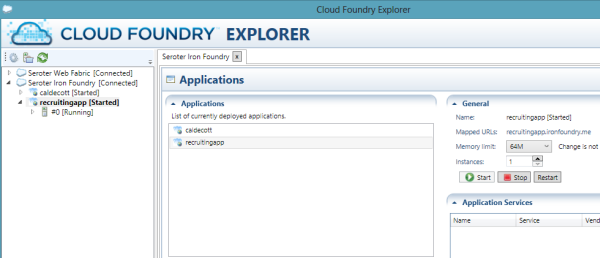 Cloud Foundry Explorer
CLOUD FOUNDRY EXPLORER
Seroter Web Fabric [Connected]
Seroter Iron Foundry [Connected]
caldecott [Started]
recruitingapp [Started]
#0 [Running]
Seroter Iron Foundry x
Applications
Applications
List of currently deployed applications.
caldecott
recruitingapp
General
Name: recruitingapp [Started]
Mapped URLs: recruitingapp.ironfoundry.me
Memory limit: 64M Change is not
Instances: 1
Start Stop Restart
Application Services
Name Service Vend